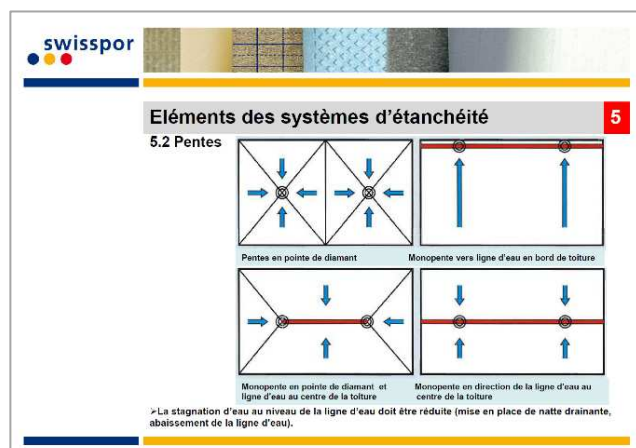 swisspor
Eléments des systèmes d'étanchéité
5
5.2 Pentes
Pentes en pointe de diamant
Monopente vers ligne d'eau en bord de toiture
Monopente en pointe de diamant et
ligne d'eau au centre de la toiture
Monopente en direction de la ligne d'eau au
centre de la toiture
➢La stagnation d'eau au niveau de la ligne d'eau doit être réduite (mise en place de natte drainante,
abaissement de la ligne d'eau).